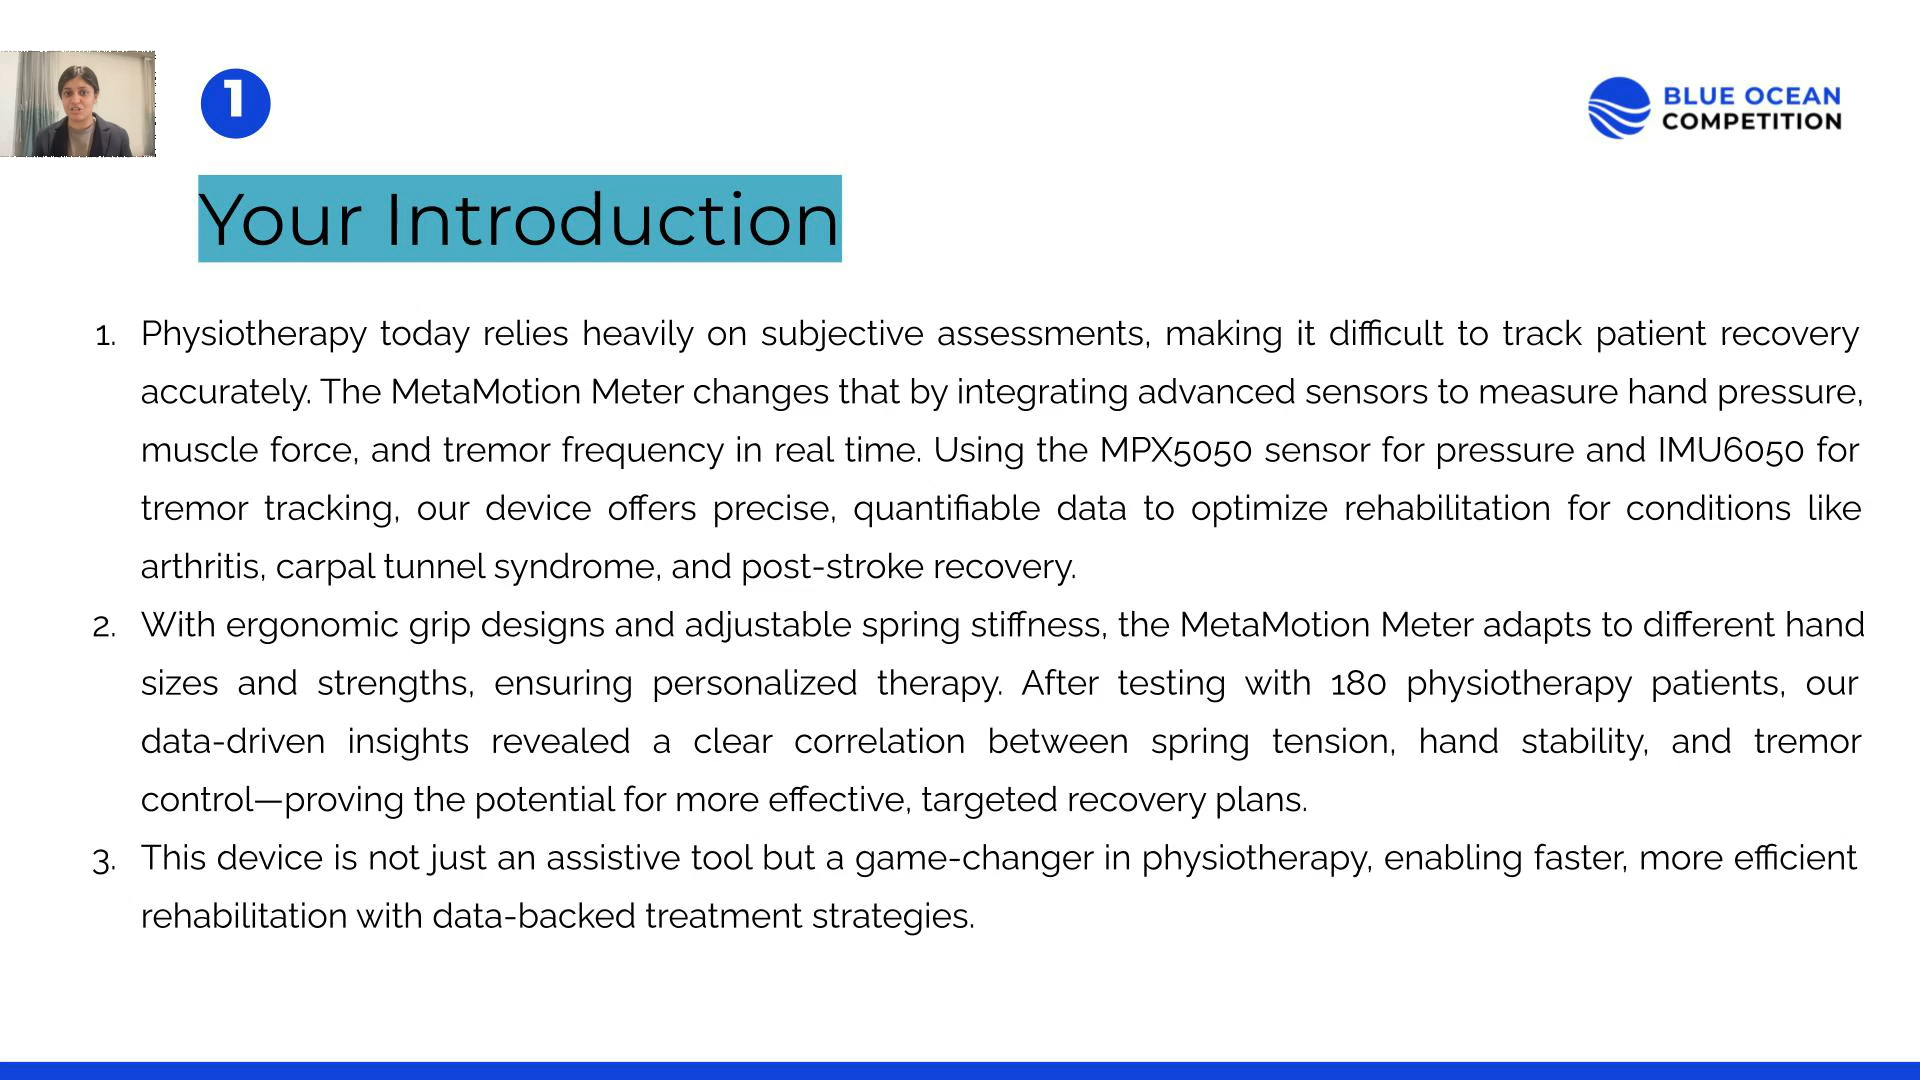 1
BLUE OCEAN
COMPETITION
Your Introduction
1. Physiotherapy today relies heavily on subjective assessments, making it difficult to track patient recovery
accurately. The MetaMotion Meter changes that by integrating advanced sensors to measure hand pressure,
muscle force, and tremor frequency in real time. Using the MPX5050 sensor for pressure and IMU6050 for
tremor tracking, our device offers precise, quantifiable data to optimize rehabilitation for conditions like
arthritis, carpal tunnel syndrome, and post-stroke recovery.
2. With ergonomic grip designs and adjustable spring stiffness, the MetaMotion Meter adapts to different hand
sizes and strengths, ensuring personalized therapy. After testing with 180 physiotherapy patients, our
data-driven insights revealed a clear correlation between spring tension, hand stability, and tremor
control—proving the potential for more effective, targeted recovery plans.
3. This device is not just an assistive tool but a game-changer in physiotherapy, enabling faster, more efficient
rehabilitation with data-backed treatment strategies.